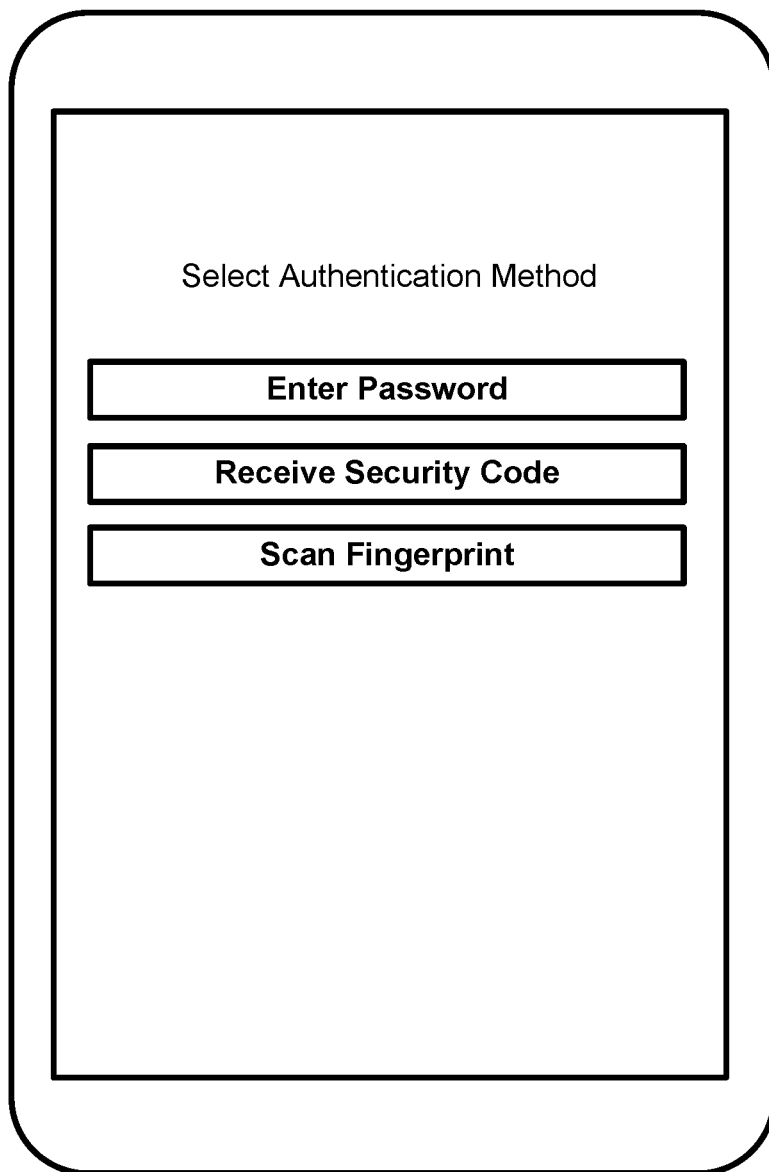 Select Authentication Method
Enter Password
Receive Security Code
Scan Fingerprint